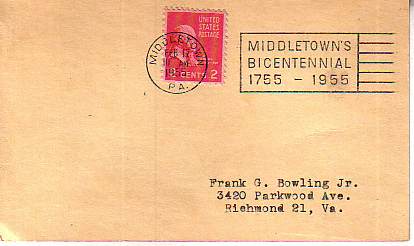 UNITED
STATES
POSTAGE
MIDDLETOWN
PA.
1955
CENTS 2
MIDDLETOWN'S
BICENTENNIAL
1755 - 1955
Frank G. Bowling Jr.
3420 Parkwood Ave.
Richmond 21, Va.